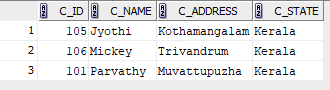 C_ID C_NAME C_ADDRESS C_STATE
1 105 Jyothi Kothamangalam Kerala
2 106 Mickey Trivandrum Kerala
3 101 Parvathy Muvattupuzha Kerala